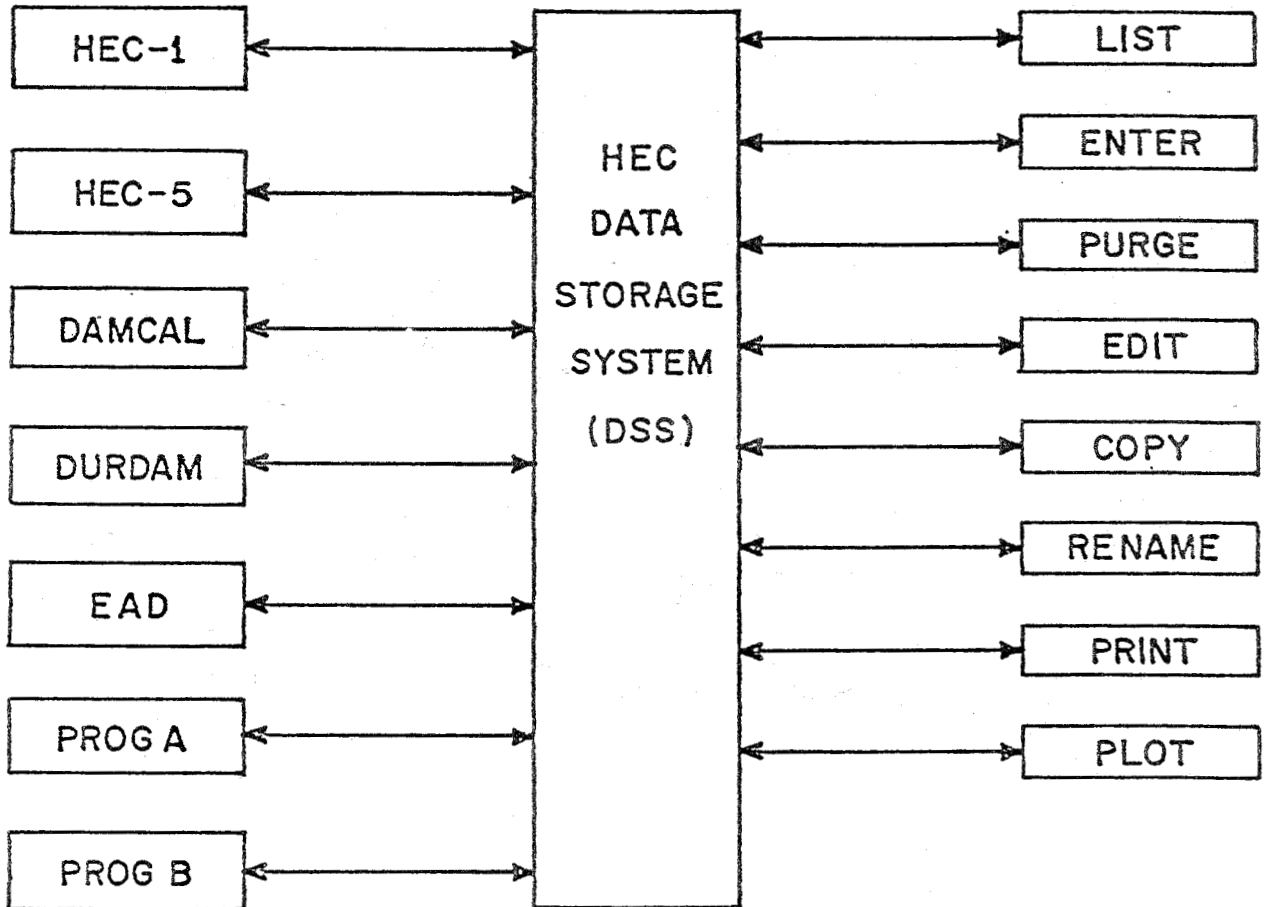 HEC-1
HEC-5
DAMCAL
DURDAM
EAD
PROG A
PROG B
HEC
DATA
STORAGE
SYSTEM
(DSS)
LIST
ENTER
PURGE
EDIT
COPY
RENAME
PRINT
PLOT